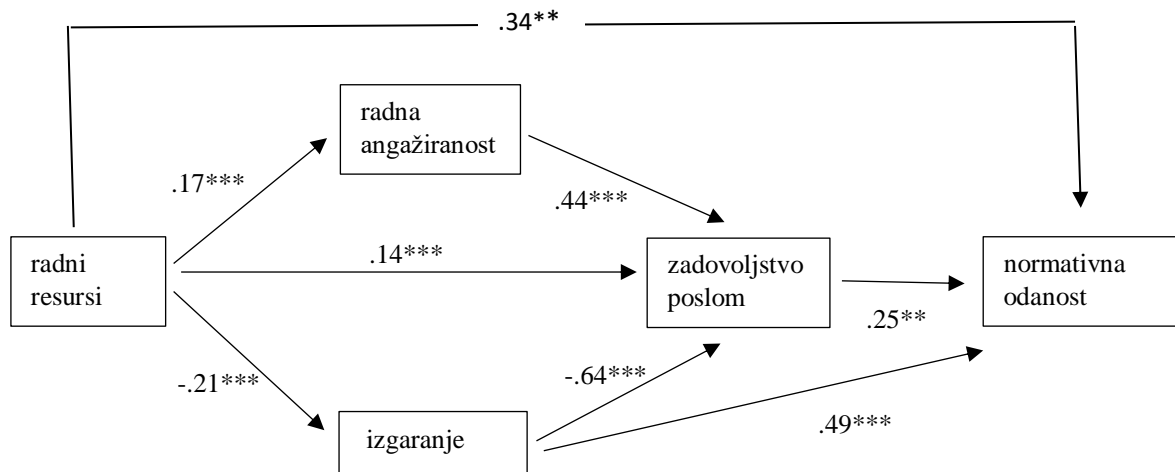 .34**
radna
angažiranost
.17***
.44***
radni
resursi
.14***
zadovoljstvo
poslom
normativna
odanost
.25**
-.21***
-.64***
.49***
izgaranje